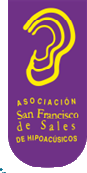 ASOCIACIÓN
San Francisco
de Sales
DE HIPOACÚSICOS